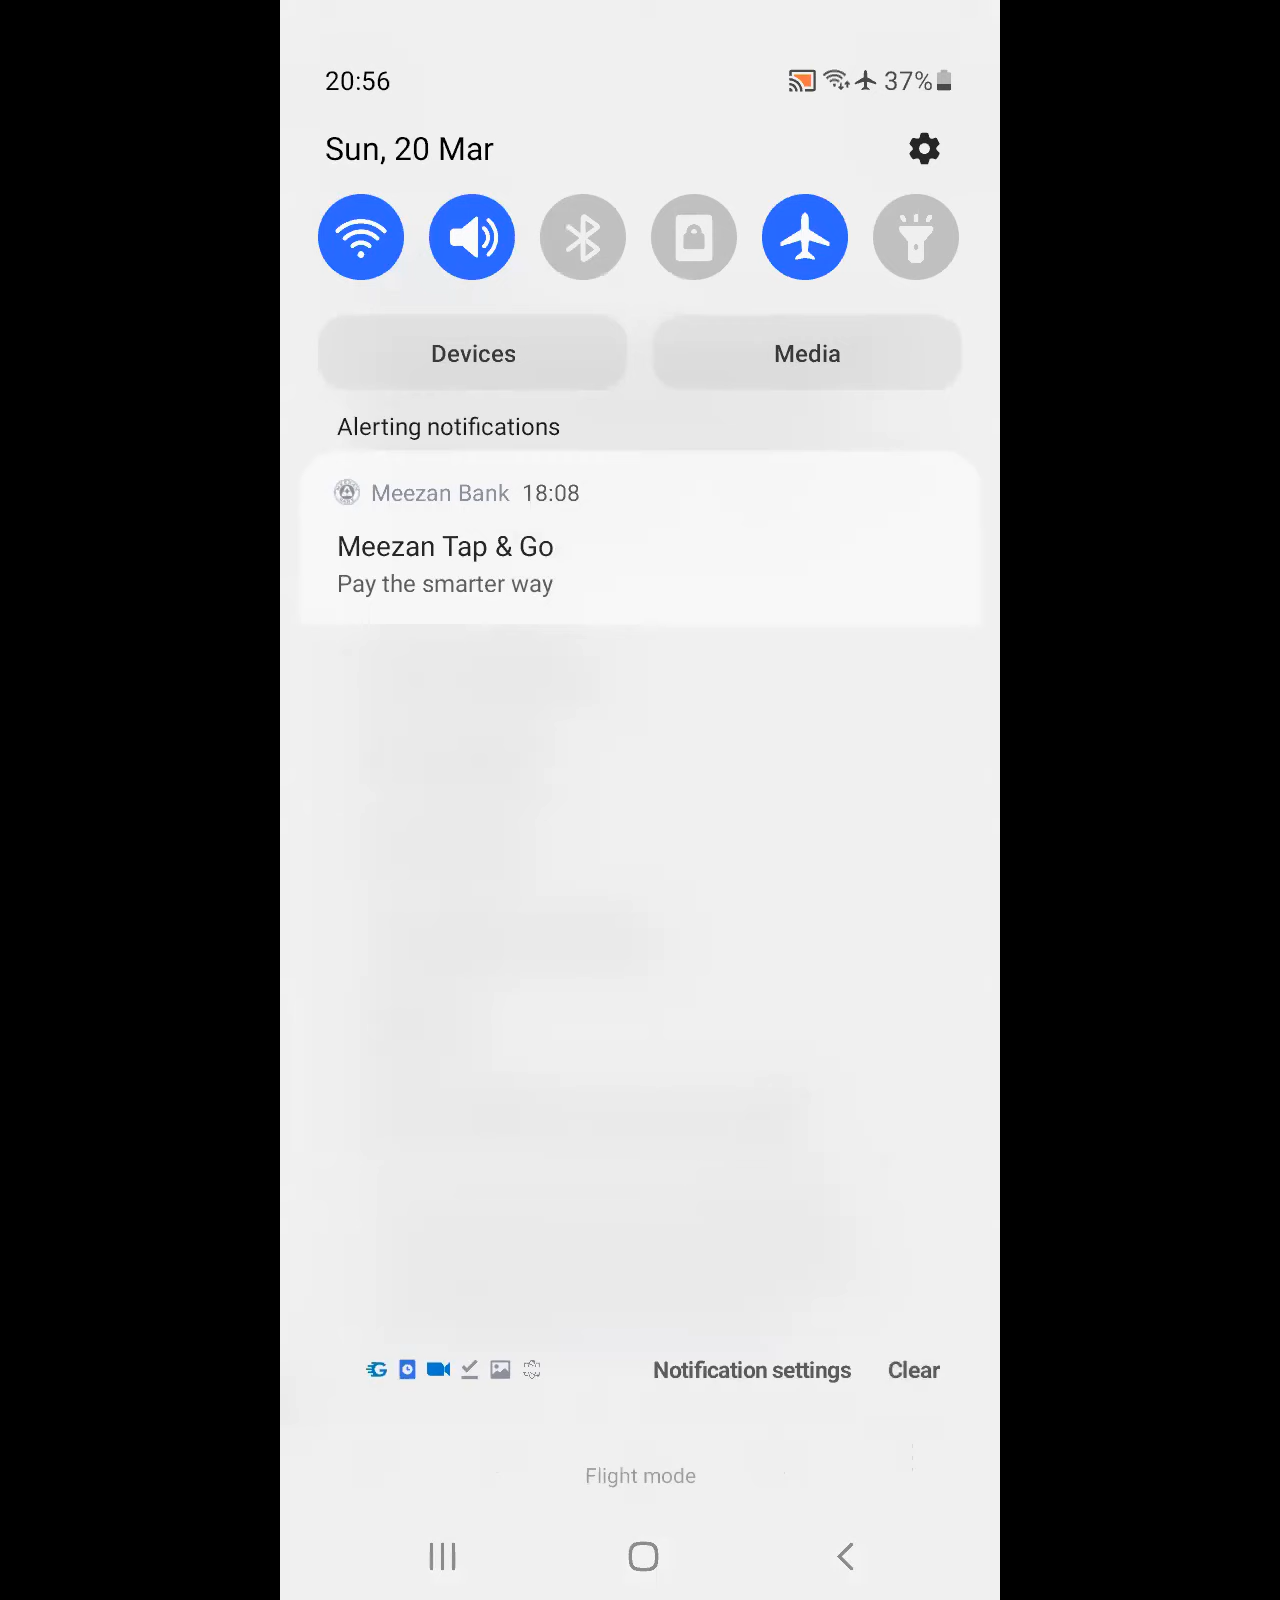 20:56
37%
Sun, 20 Mar
Devices
Media
Alerting notifications
Meezan Bank 18:08
Meezan Tap & Go
Pay the smarter way
Notification settings
Clear
Flight mode